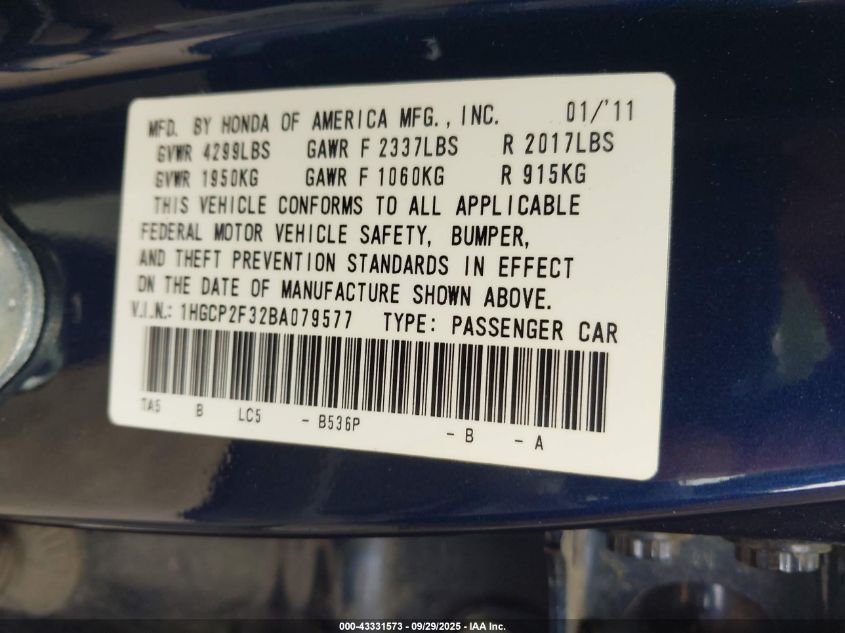 MFD. BY HONDA OF AMERICA MFG., INC. 01/'11
GVWR 4299LBS GAWR F 2337LBS R 2017LBS
GVWR 1950KG GAWR F 1060KG R 915KG
THIS VEHICLE CONFORMS TO ALL APPLICABLE
FEDERAL MOTOR VEHICLE SAFETY, BUMPER,
AND THEFT PREVENTION STANDARDS IN EFFECT
ON THE DATE OF MANUFACTURE SHOWN ABOVE.
V.I.N.: 1HGCP2F32BA079577 TYPE: PASSENGER CAR
TA5 B LC5 - B536P - B - A
000-43331573 - 09/29/2025 - IAA Inc.